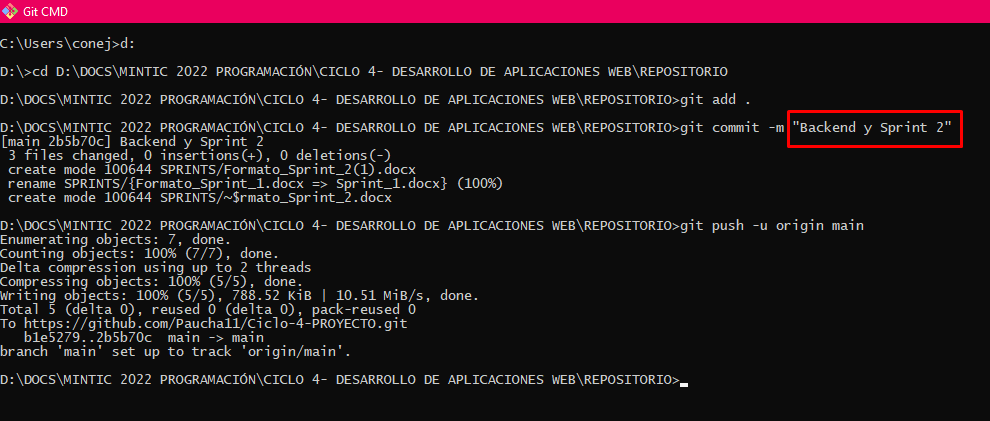 Git CMD
C:\Users\conej>d:
D:\>cd D:\DOCS\MINTIC 2022 PROGRAMACIÓN\CICLO 4- DESARROLLO DE APLICACIONES WEB\REPOSITORIO
D:\DOCS\MINTIC 2022 PROGRAMACIÓN\CICLO 4- DESARROLLO DE APLICACIONES WEB\REPOSITORIO>git add .
D:\DOCS\MINTIC 2022 PROGRAMACIÓN\CICLO 4- DESARROLLO DE APLICACIONES WEB\REPOSITORIO>git commit -m "Backend y Sprint 2"
[main 2b5b70c] Backend y Sprint 2
 3 files changed, 0 insertions(+), 0 deletions(-)
 create mode 100644 SPRINTS/Formato_Sprint_2(1).docx
 rename SPRINTS/{Formato_Sprint_1.docx => Sprint_1.docx} (100%)
 create mode 100644 SPRINTS/~$rmato_Sprint_2.docx
D:\DOCS\MINTIC 2022 PROGRAMACIÓN\CICLO 4- DESARROLLO DE APLICACIONES WEB\REPOSITORIO>git push -u origin main
Enumerating objects: 7, done.
Counting objects: 100% (7/7), done.
Delta compression using up to 2 threads
Compressing objects: 100% (5/5), done.
Writing objects: 100% (5/5), 788.52 KiB | 10.51 MiB/s, done.
Total 5 (delta 0), reused 0 (delta 0), pack-reused 0
To https://github.com/Paucha11/Ciclo-4-PROYECTO.git
   b1e5279..2b5b70c  main -> main
branch 'main' set up to track 'origin/main'.
D:\DOCS\MINTIC 2022 PROGRAMACIÓN\CICLO 4- DESARROLLO DE APLICACIONES WEB\REPOSITORIO>